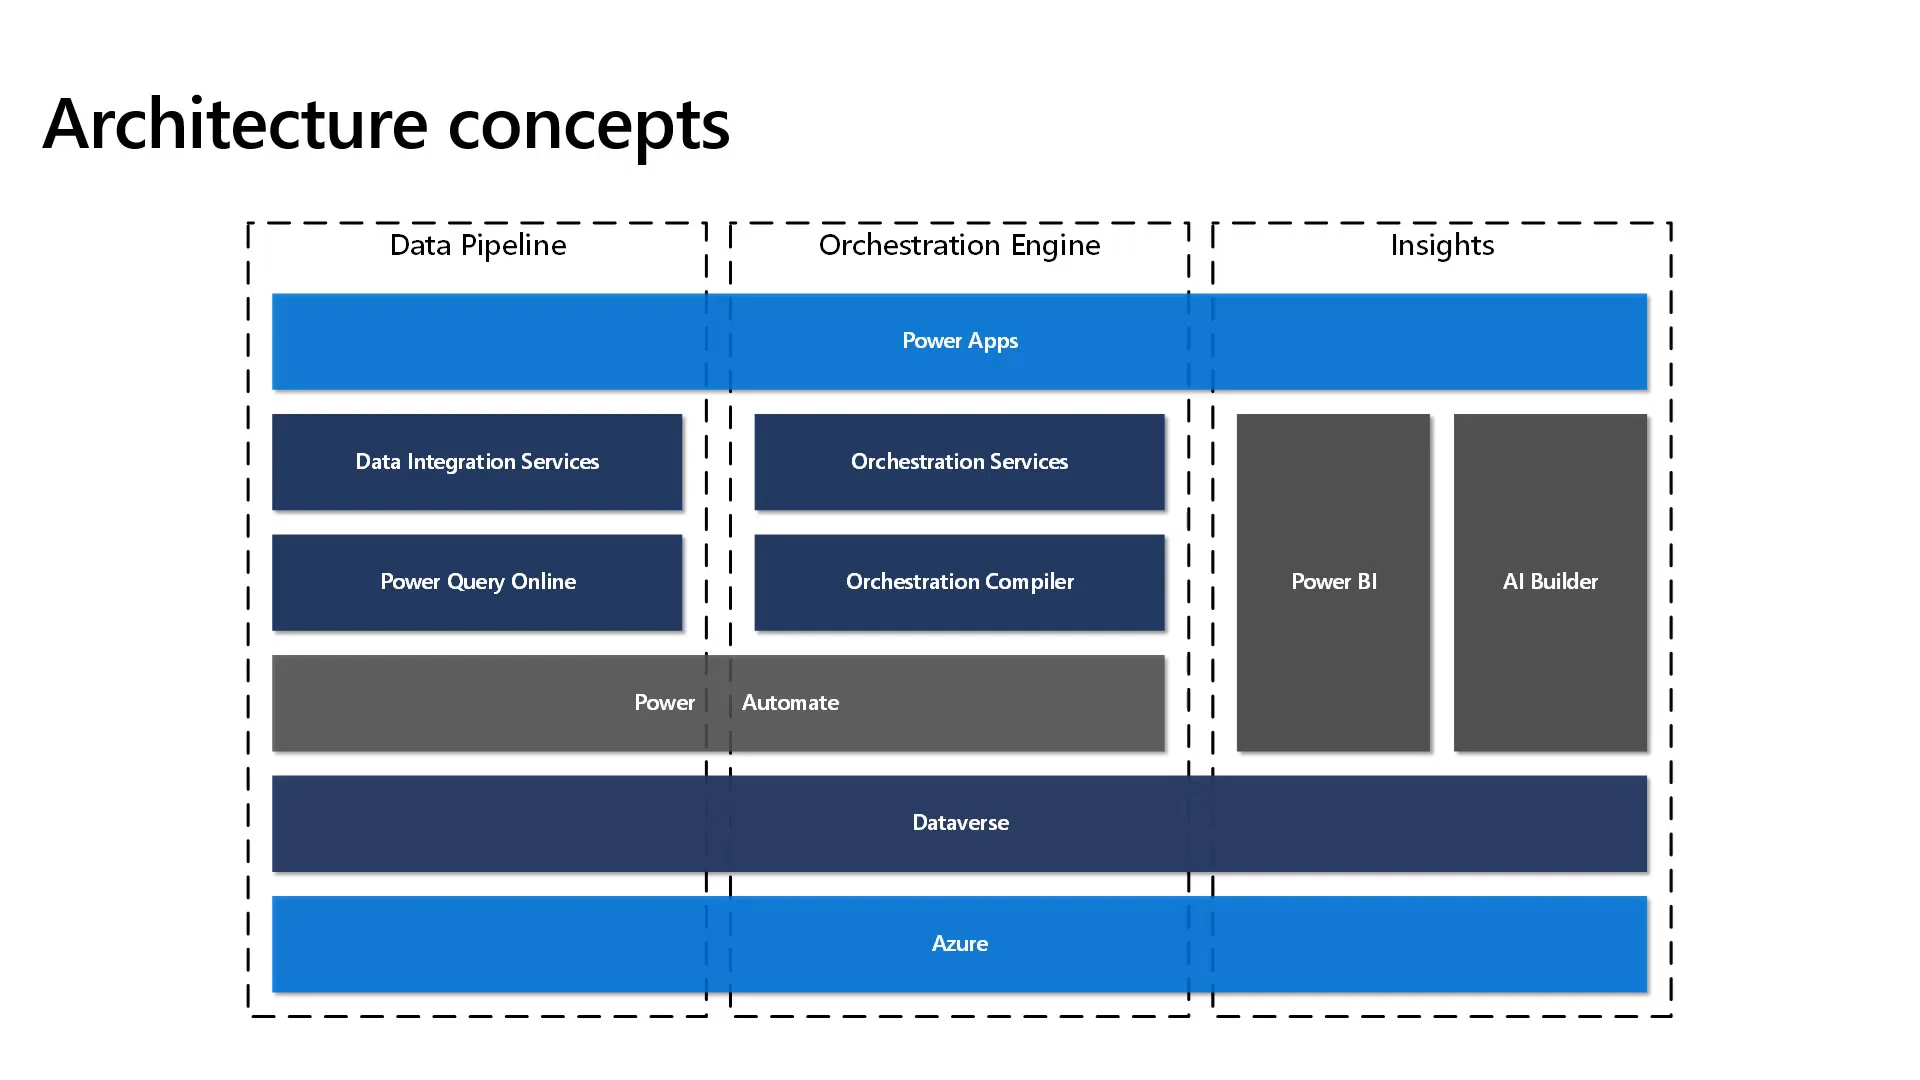 Architecture concepts
Data Pipeline
Orchestration Engine
Insights
Power Apps
Data Integration Services
Orchestration Services
Power Query Online
Orchestration Compiler
Power BI
AI Builder
Power Automate
Dataverse
Azure